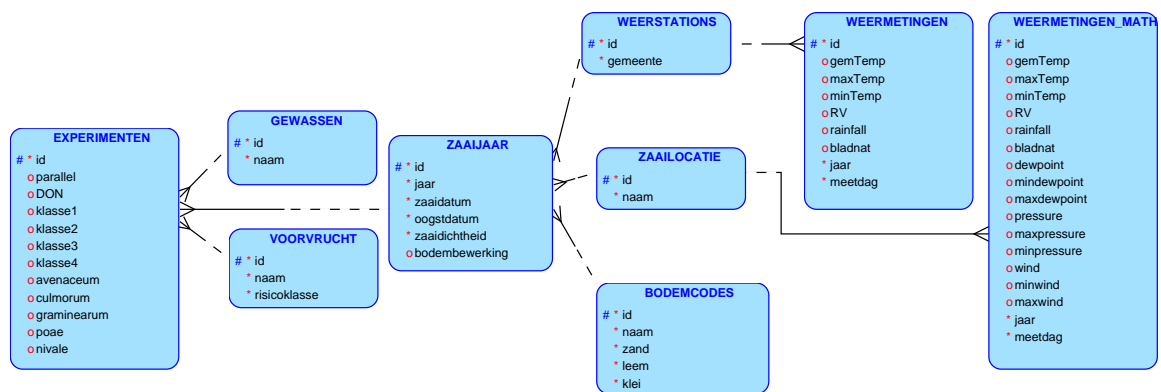 EXPERIMENTEN
# * id
o parallel
o DON
o klasse1
o klasse2
o klasse3
o klasse4
o avenaceum
o culmorum
o graminearum
o poae
o nivale
GEWASSEN
# * id
* naam
VOORVRUCHT
# * id
* naam
* risicoklasse
ZAAIJAAR
# * id
* jaar
* zaaidatum
* oogstdatum
* zaaidichtheid
o bodembewerking
WEERSTATIONS
# * id
* gemeente
ZAAILOCATIE
# * id
* naam
BODEMCODES
# * id
* naam
* zand
* leem
* klei
WEERMETINGEN
# * id
o gemTemp
o maxTemp
o minTemp
o RV
o rainfall
o bladnat
* jaar
* meetdag
WEERMETINGEN_MATH
# * id
o gemTemp
o maxTemp
o minTemp
o RV
o rainfall
o bladnat
o dewpoint
o mindewpoint
o maxdewpoint
o pressure
o maxpressure
o minpressure
o wind
o minwind
o maxwind
* jaar
* meetdag